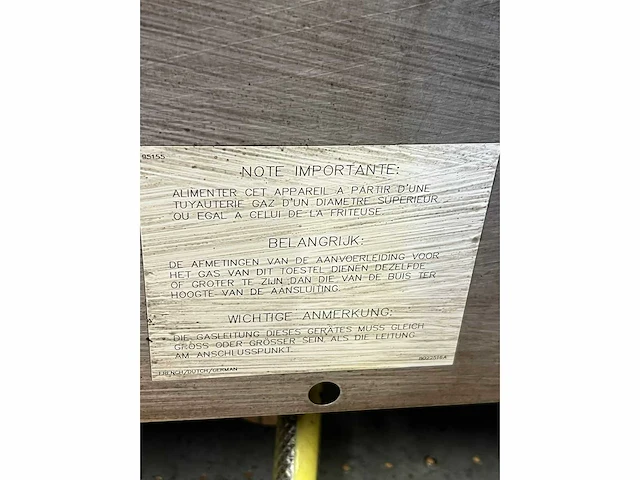 95155
NOTE IMPORTANTE:
ALIMENTER CET APPAREIL A PARTIR D'UNE
TUYAUTERIE GAZ D'UN DIAMETRE SUPERIEUR
OU EGAL A CELUI DE LA FRITEUSE.
BELANGRIJK:
DE AFMETINGEN VAN DE AANVOERLEIDING VOOR
HET GAS VAN DIT TOESTEL DIENEN DEZELFDE
OF GROTER TE ZIJN DAN DIE VAN DE BUIS TER
HOOGTE VAN DE AANSLUITING.
WICHTIGE ANMERKUNG:
DIE GASLEITUNG DIESES GERÄTES MUSS GLEICH
GRÖSS ODER GRÖSSER SEIN, ALS DIE LEITUNG
AM ANSCHLUSSPUNKT.
FRENCH/DUTCH/GERMAN